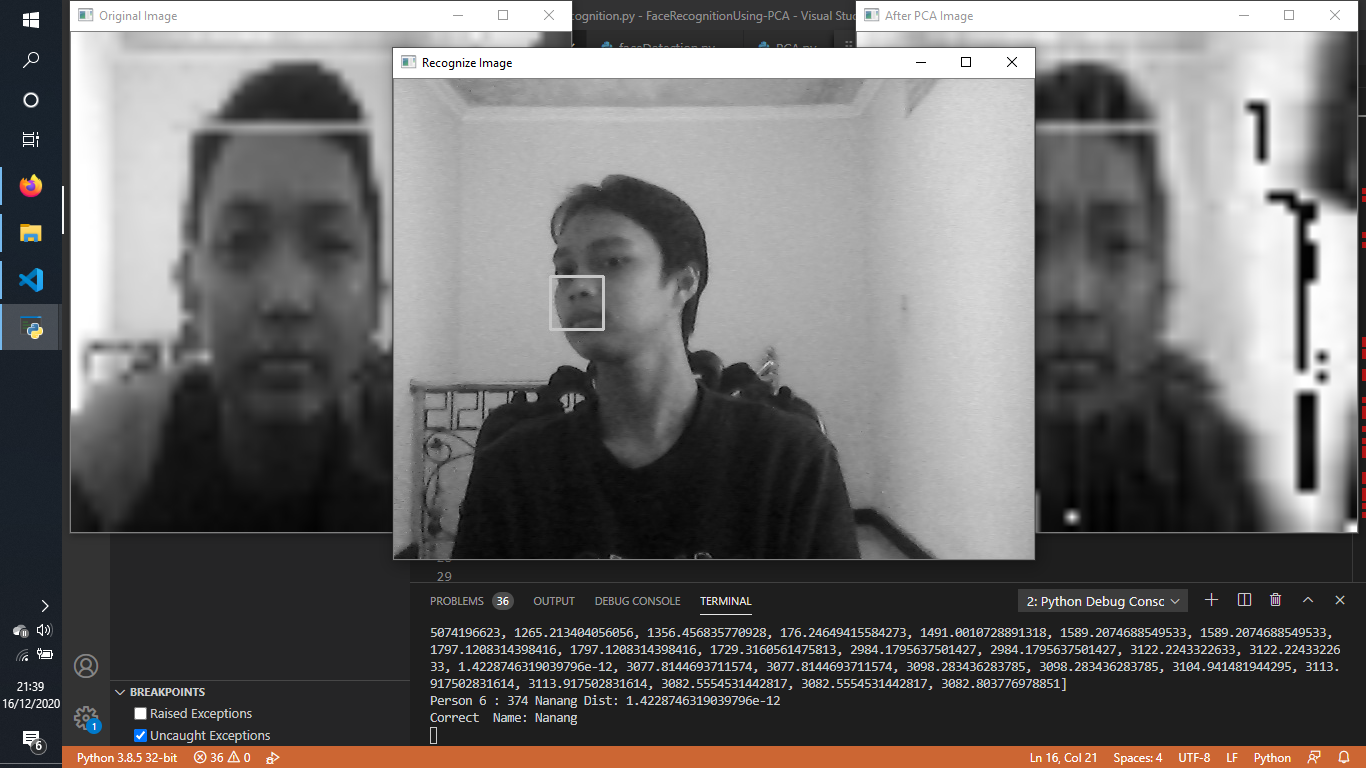 Original Image
ecognition.py - FaceRecognitionUsing-PCA - Visual Stud
After PCA Image
faceDetection.py
PCA.py
Recognize Image
29
PROBLEMS 36 OUTPUT DEBUG CONSOLE TERMINAL
2: Python Debug Consc
5074196623, 1265.213404056056, 1356.456835770928, 176.24649415584273, 1491.0010728891318, 1589.2074688549533, 1589.2074688549533,
1797.1208314398416, 1797.1208314398416, 1729.3160561475813, 2984.1795637501427, 2984.1795637501427, 3122.2243322633, 3122.22433226
33, 1.4228746319039796e-12, 3077.8144693711574, 3077.8144693711574, 3098.283436283785, 3098.283436283785, 3104.941481944295, 3113.
917502831614, 3113.917502831614, 3082.5554531442817, 3082.5554531442817, 3082.803776978851]
Person 6 : 374 Nanang Dist: 1.4228746319039796e-12
Correct  Name: Nanang
BREAKPOINTS
Raised Exceptions
Uncaught Exceptions
1
21:39
16/12/2020
6
Python 3.8.5 32-bit 36 0
Ln 16, Col 21 Spaces: 4 UTF-8 LF Python